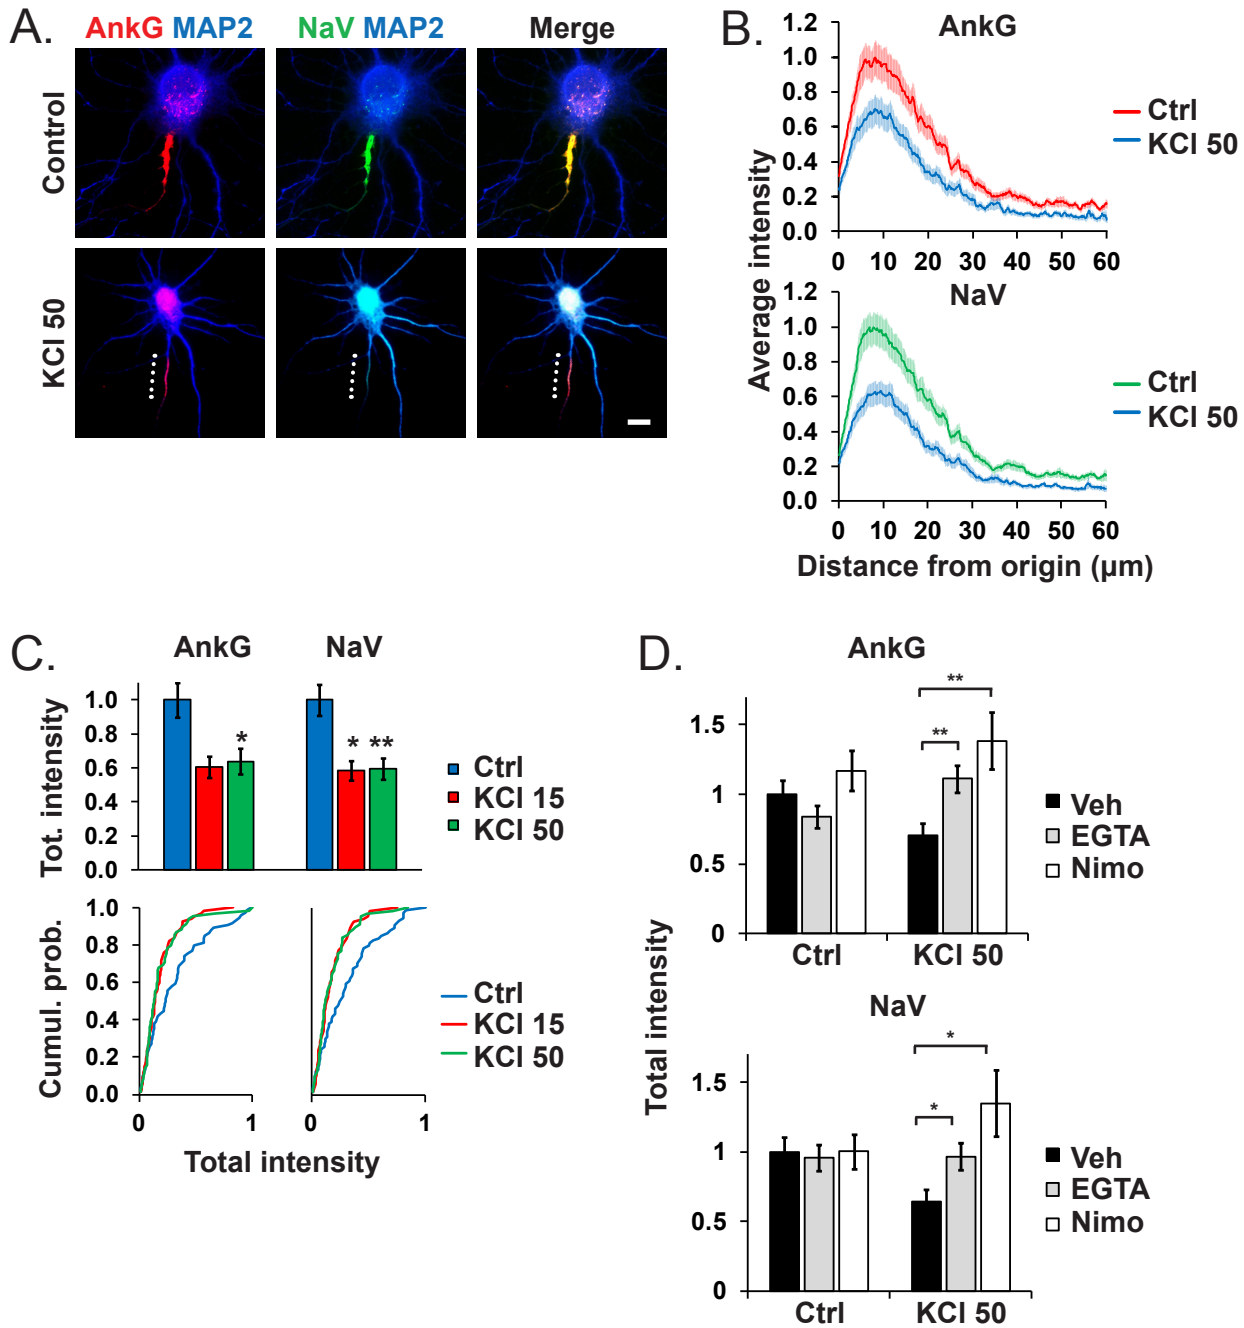 A.
AnkG MAP2
NaV MAP2
Merge
Control
KCl 50
B.
AnkG
1.2
1.0
0.8
0.6
0.4
0.2
0.0
0 10 20 30 40 50 60
Ctrl
KCl 50
Average intensity
NaV
1.2
1.0
0.8
0.6
0.4
0.2
0.0
0 10 20 30 40 50 60
Ctrl
KCl 50
Distance from origin (µm)
C.
AnkG
NaV
Tot. intensity
1.0
0.8
0.6
0.4
0.2
0.0
*
* **
Ctrl
KCl 15
KCl 50
Cumul. prob.
1.0
0.8
0.6
0.4
0.2
0.0
0 1
0 1
Total intensity
Ctrl
KCl 15
KCl 50
D.
AnkG
1.5
1
0.5
0
**
**
Ctrl
KCl 50
Veh
EGTA
Nimo
Total intensity
NaV
1.5
1
0.5
0
*
*
Ctrl
KCl 50
Veh
EGTA
Nimo